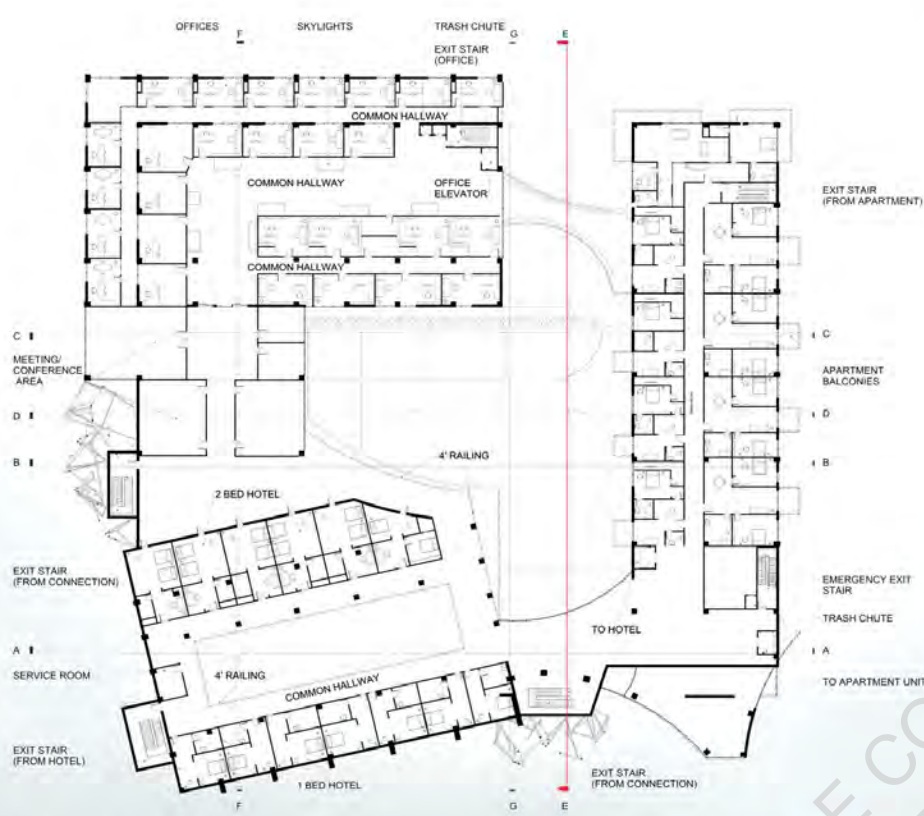 OFFICES
SKYLIGHTS
TRASH CHUTE
F
G
E
EXIT STAIR
(OFFICE)
COMMON HALLWAY
COMMON HALLWAY
OFFICE
ELEVATOR
EXIT STAIR
(FROM APARTMENT)
COMMON HALLWAY
C
C
MEETING/
CONFERENCE
AREA
APARTMENT
BALCONIES
D
D
4' RAILING
B
B
2 BED HOTEL
EXIT STAIR
(FROM CONNECTION)
EMERGENCY EXIT
STAIR
TRASH CHUTE
TO HOTEL
A
A
SERVICE ROOM
4' RAILING
TO APARTMENT UNIT
COMMON HALLWAY
EXIT STAIR
(FROM HOTEL)
EXIT STAIR
(FROM CONNECTION)
1 BED HOTEL
F
G
E